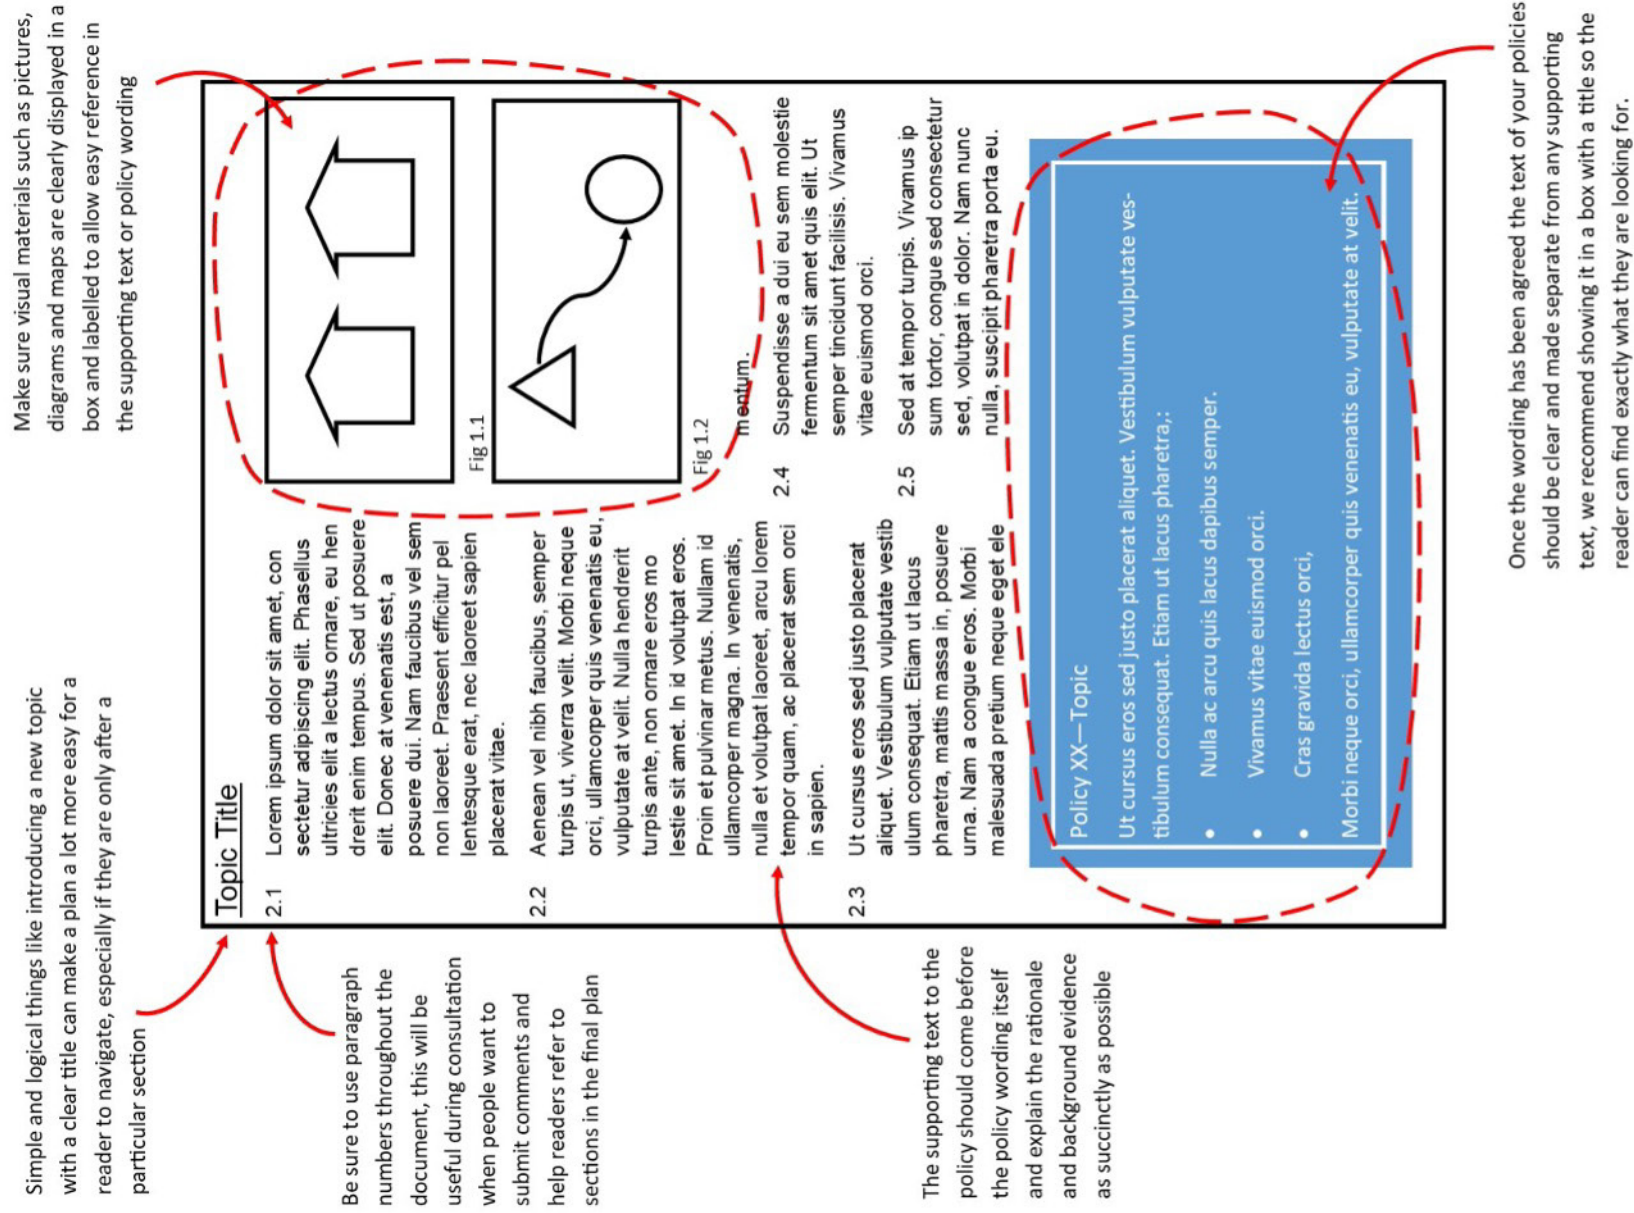 Simple and logical things like introducing a new topic
with a clear title can make a plan a lot more easy for a
reader to navigate, especially if they are only after a
particular section
Make sure visual materials such as pictures,
diagrams and maps are clearly displayed in a
box and labelled to allow easy reference in
the supporting text or policy wording
Be sure to use paragraph
numbers throughout the
document, this will be
useful during consultation
when people want to
submit comments and
help readers refer to
sections in the final plan
The supporting text to the
policy should come before
the policy wording itself
and explain the rationale
and background evidence
as succinctly as possible
Topic Title
2.1 Lorem ipsum dolor sit amet, con
sectetur adipiscing elit. Phasellus
ultricies elit a lectus ornare, eu hen
drerit enim tempus. Sed ut posuere
elit. Donec at venenatis est, a
posuere dui. Nam faucibus vel sem
non laoreet. Praesent efficitur pel
lentesque erat, nec laoreet sapien
placerat vitae.
2.2 Aenean vel nibh faucibus, semper
turpis ut, viverra velit. Morbi neque
orci, ullamcorper quis venenatis eu,
vulputate at velit. Nulla hendrerit
turpis ante, non ornare eros mo
lestie sit amet. In id volutpat eros.
Proin et pulvinar metus. Nullam id
ullamcorper magna. In venenatis,
nulla et volutpat laoreet, arcu lorem
tempor quam, ac placerat sem orci
in sapien.
2.3 Ut cursus eros sed justo placerat
aliquet. Vestibulum vulputate vestib
ulum consequat. Etiam ut lacus
pharetra, mattis massa in, posuere
urna. Nam a congue eros. Morbi
malesuada pretium neque eget ele
Fig 1.1
Fig 1.2
mentum.
2.4 Suspendisse a dui eu sem molestie
fermentum sit amet quis elit. Ut
semper tincidunt facilisis. Vivamus
vitae euismod orci.
2.5 Sed at tempor turpis. Vivamus ip
sum tortor, congue sed consectetur
sed, volutpat in dolor. Nam nunc
nulla, suscipit pharetra porta eu.
Policy XX—Topic
Ut cursus eros sed justo placerat aliquet. Vestibulum vulputate ves-
tibulum consequat. Etiam ut lacus pharetra,:
• Nulla ac arcu quis lacus dapibus semper.
• Vivamus vitae euismod orci.
• Cras gravida lectus orci,
Morbi neque orci, ullamcorper quis venenatis eu, vulputate at velit.
Once the wording has been agreed the text of your policies
should be clear and made separate from any supporting
text, we recommend showing it in a box with a title so the
reader can find exactly what they are looking for.